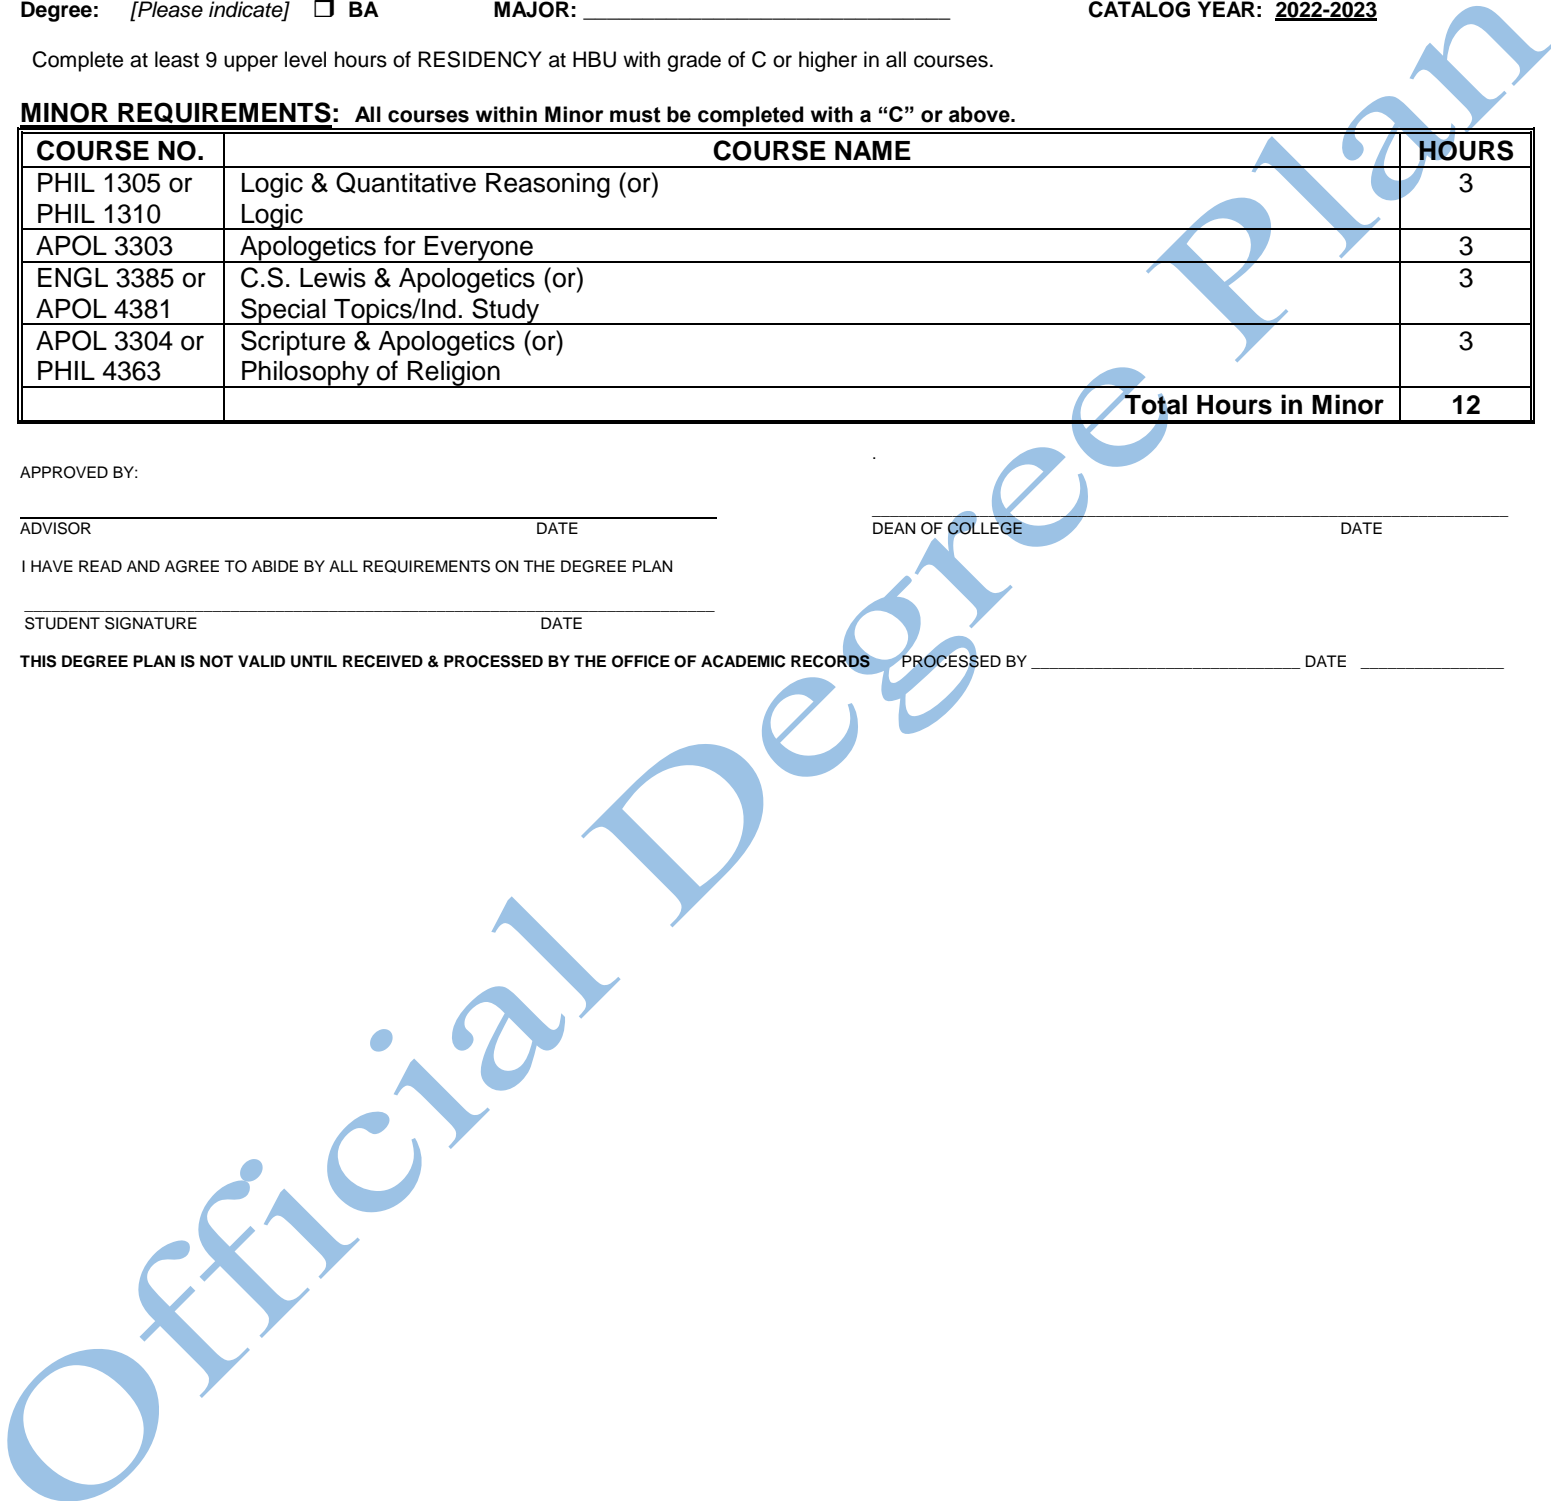 Degree: [Please indicate] ❒ BA MAJOR: ______________________________ CATALOG YEAR: 2022-2023
Complete at least 9 upper level hours of RESIDENCY at HBU with grade of C or higher in all courses.
MINOR REQUIREMENTS: All courses within Minor must be completed with a “C” or above.
COURSE NO. COURSE NAME HOURS
PHIL 1305 or Logic & Quantitative Reasoning (or) 3
PHIL 1310 Logic
APOL 3303 Apologetics for Everyone 3
ENGL 3385 or C.S. Lewis & Apologetics (or) 3
APOL 4381 Special Topics/Ind. Study
APOL 3304 or Scripture & Apologetics (or) 3
PHIL 4363 Philosophy of Religion
Total Hours in Minor 12
.
APPROVED BY:
ADVISOR DATE DEAN OF COLLEGE DATE
I HAVE READ AND AGREE TO ABIDE BY ALL REQUIREMENTS ON THE DEGREE PLAN
STUDENT SIGNATURE DATE
THIS DEGREE PLAN IS NOT VALID UNTIL RECEIVED & PROCESSED BY THE OFFICE OF ACADEMIC RECORDS PROCESSED BY ______________________________ DATE ________________
Official Degree Plan